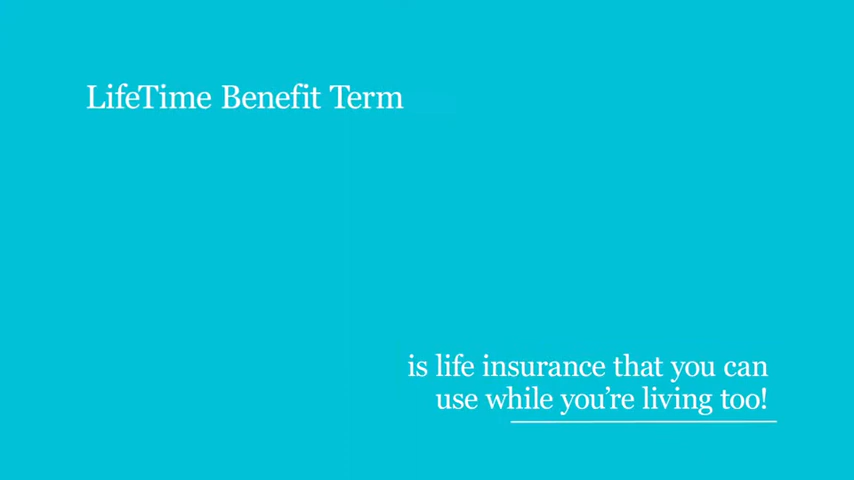 LifeTime Benefit Term
is life insurance that you can
use while you’re living too!